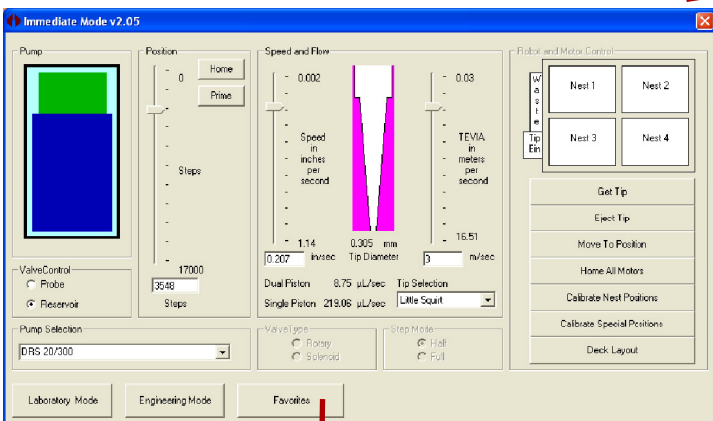 Immediate Mode v2.05
Pump
Position
0
Home
Prime
Steps
17000
3548
Steps
Speed and Flow
0.002
Speed
in
inches
per
second
1.14
0.207 in/sec
0.305 mm
Tip Diameter
0.03
TEVIA
in
meters
per
second
16.51
3 m/sec
Dual Piston 8.75 µL/sec
Single Piston 219.06 µL/sec
Tip Selection
Little Squirt
Robot and Motor Control
Waste
Tip
Nest 1
Nest 2
Nest 3
Nest 4
Get Tip
Eject Tip
Move To Position
Home All Motors
Calibrate Nest Positions
Calibrate Special Positions
Deck Layout
ValveControl
Probe
Reservoir
Pump Selection
DRS 20/300
ValveType
Rotary
Solenoid
Step Mode
Half
Full
Laboratory Mode
Engineering Mode
Favorites